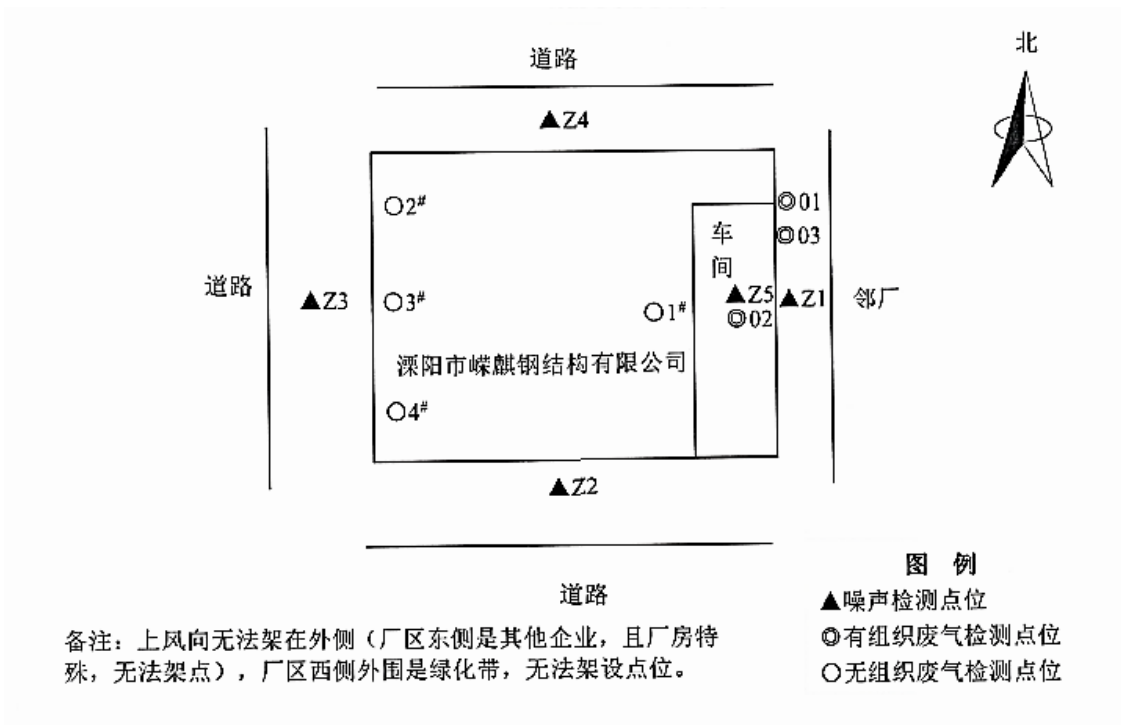 道路
北
▲Z4
◎01
○2#
车
◎03
间
道路
▲Z3
○3#
○1#
▲Z5
▲Z1
邻厂
◎02
溧阳市嵘麒钢结构有限公司
○4#
▲Z2
道路
图 例
▲噪声检测点位
◎有组织废气检测点位
○无组织废气检测点位
备注：上风向无法架在外侧（厂区东侧是其他企业，且厂房特
殊，无法架点），厂区西侧外围是绿化带，无法架设点位。